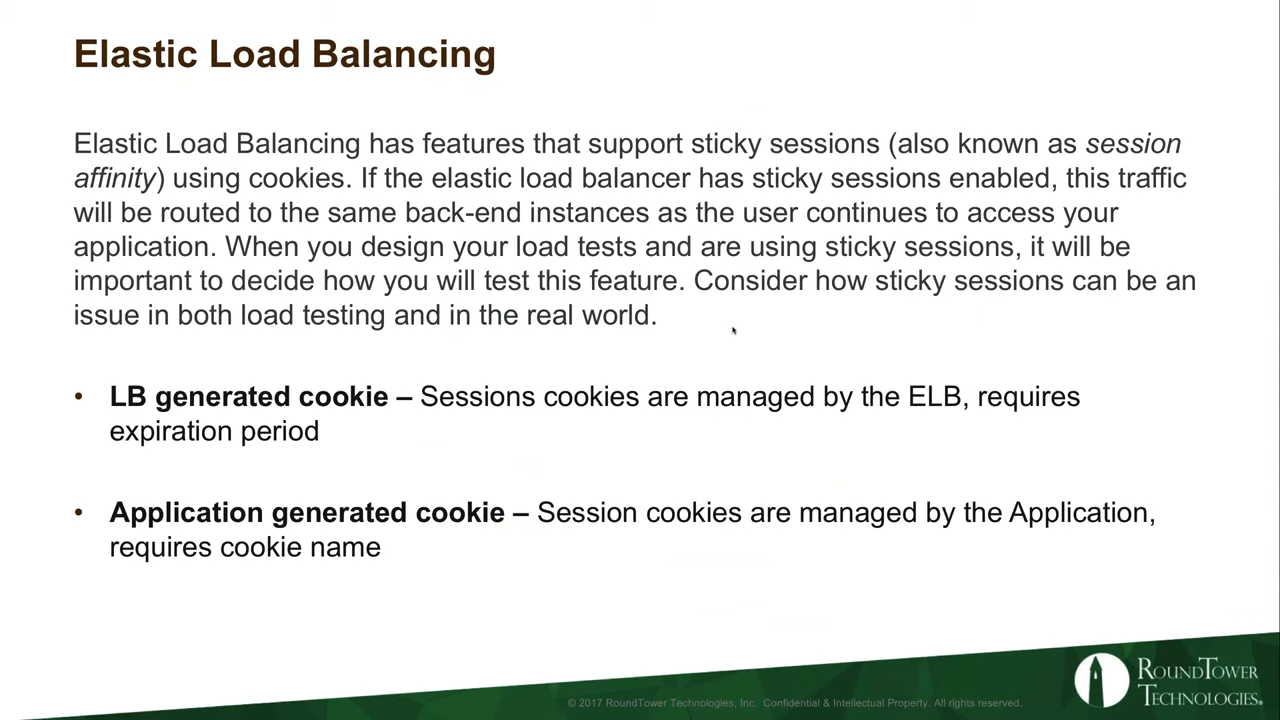 Elastic Load Balancing
Elastic Load Balancing has features that support sticky sessions (also known as session
affinity) using cookies. If the elastic load balancer has sticky sessions enabled, this traffic
will be routed to the same back-end instances as the user continues to access your
application. When you design your load tests and are using sticky sessions, it will be
important to decide how you will test this feature. Consider how sticky sessions can be an
issue in both load testing and in the real world.
• LB generated cookie – Sessions cookies are managed by the ELB, requires
expiration period
• Application generated cookie – Session cookies are managed by the Application,
requires cookie name
© 2017 RoundTower Technologies, Inc. Confidential & Intellectual Property. All rights reserved.
ROUNDTOWER
TECHNOLOGIES®